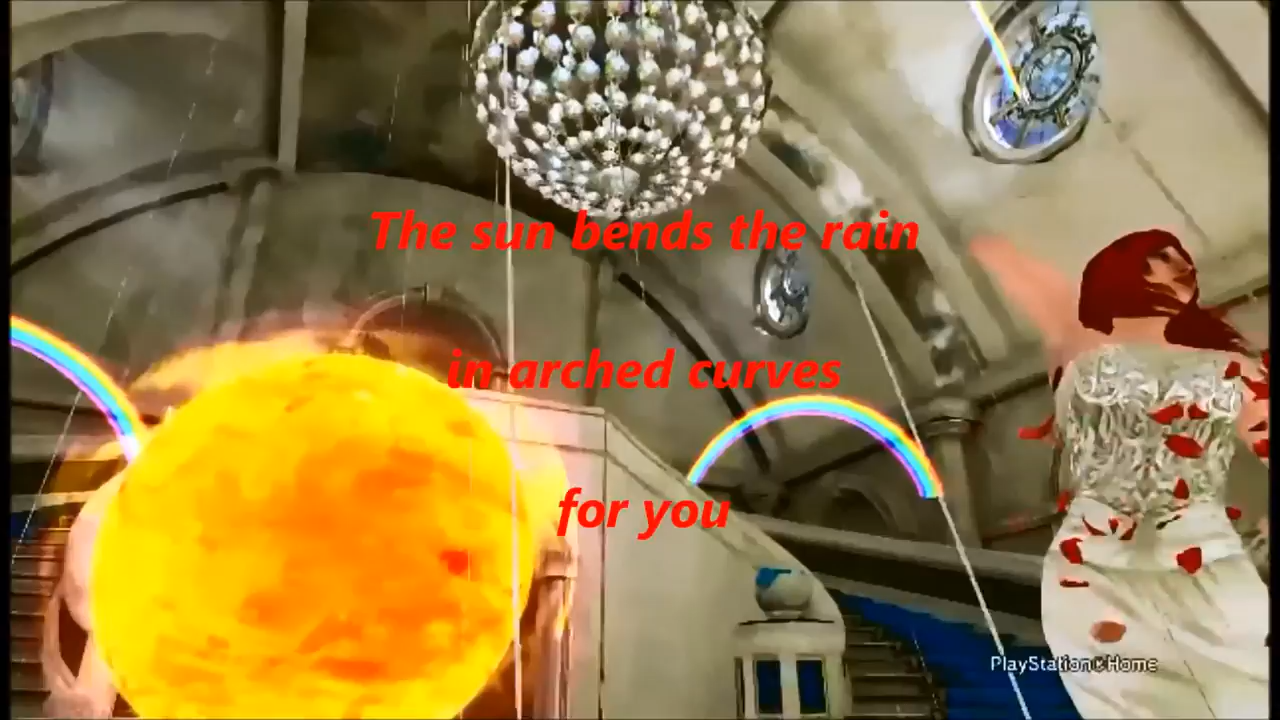 The sun bends the rain
in arched curves
for you
PlayStation®Home